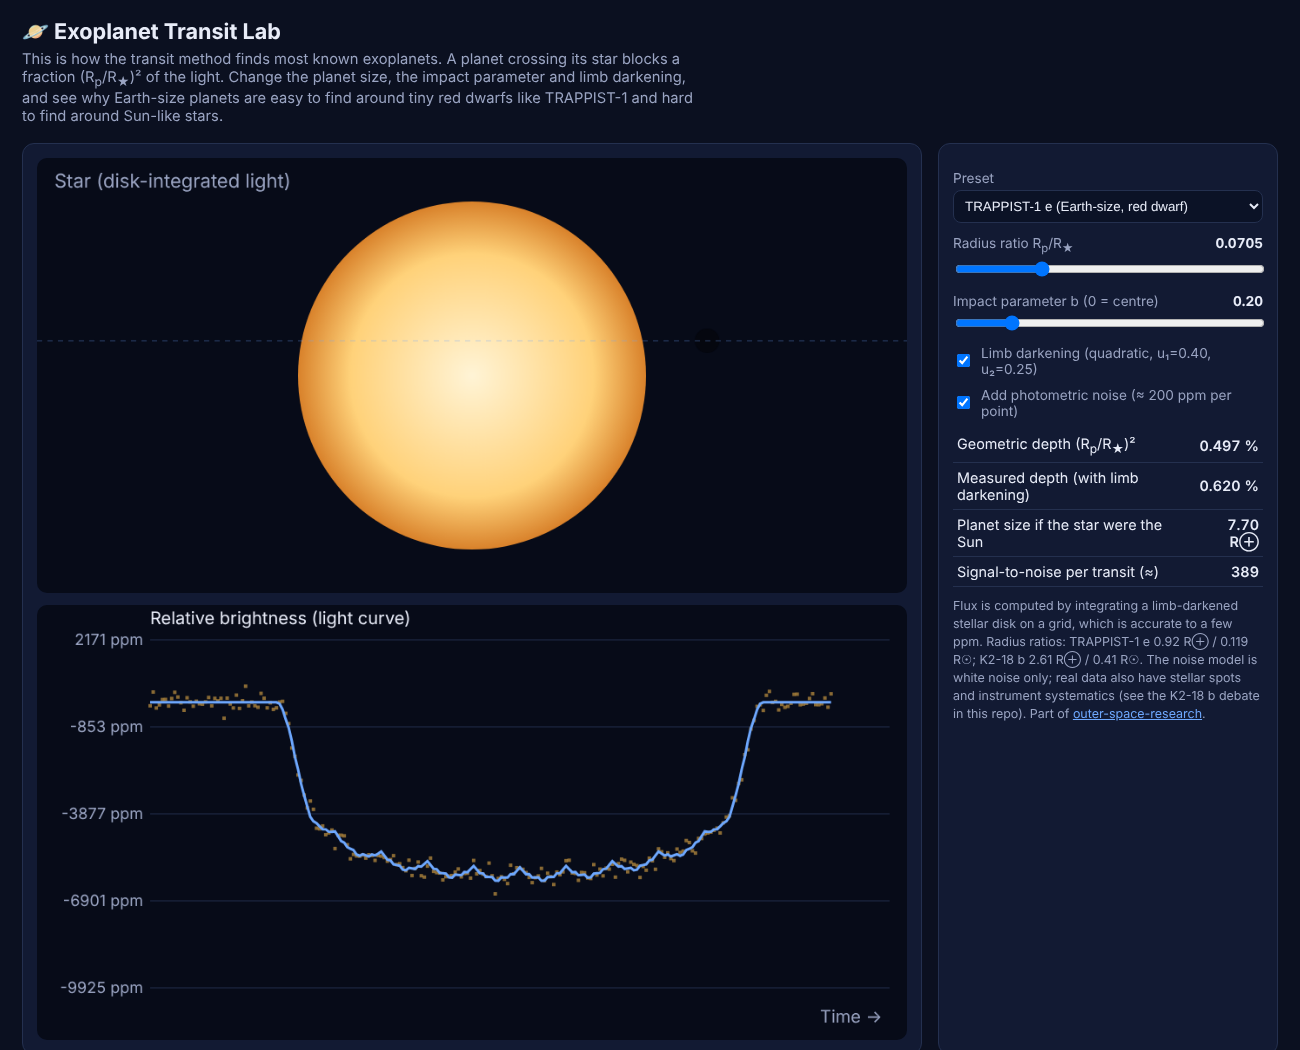 🪐 Exoplanet Transit Lab
This is how the transit method finds most known exoplanets. A planet crossing its star blocks a
fraction (Rp/R★)² of the light. Change the planet size, the impact parameter and limb darkening,
and see why Earth-size planets are easy to find around tiny red dwarfs like TRAPPIST-1 and hard
to find around Sun-like stars.
Star (disk-integrated light)
Relative brightness (light curve)
2171 ppm
-853 ppm
-3877 ppm
-6901 ppm
-9925 ppm
Time →
Preset
TRAPPIST-1 e (Earth-size, red dwarf)
Radius ratio Rp/R★ 0.0705
Impact parameter b (0 = centre) 0.20
Limb darkening (quadratic, u₁=0.40,
u₂=0.25)
Add photometric noise (≈ 200 ppm per
point)
Geometric depth (Rp/R★)² 0.497 %
Measured depth (with limb
darkening) 0.620 %
Planet size if the star were the
Sun 7.70
R⊕
Signal-to-noise per transit (≈) 389
Flux is computed by integrating a limb-darkened
stellar disk on a grid, which is accurate to a few
ppm. Radius ratios: TRAPPIST-1 e 0.92 R⊕ / 0.119
R☉; K2-18 b 2.61 R⊕ / 0.41 R☉. The noise model is
white noise only; real data also have stellar spots
and instrument systematics (see the K2-18 b debate
in this repo). Part of outer-space-research.